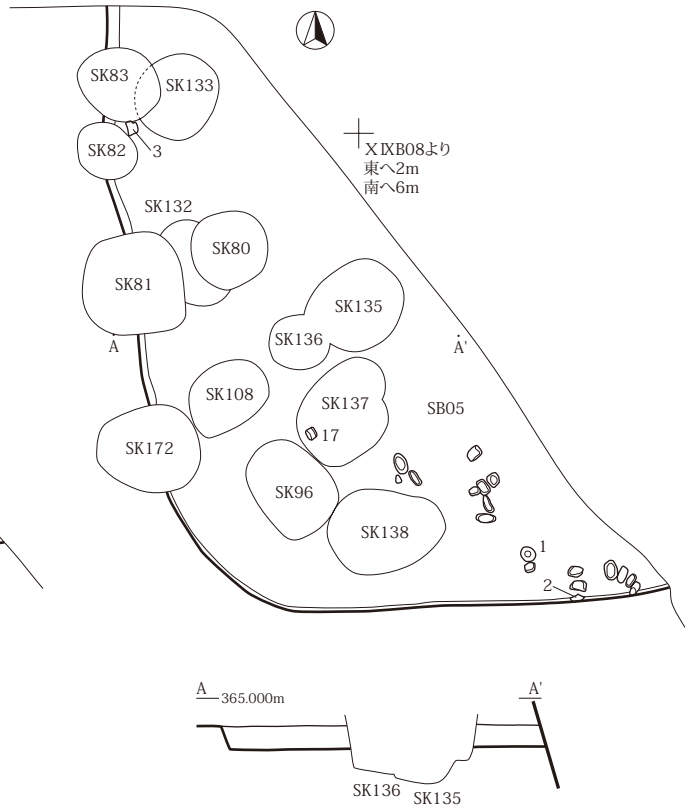 SK83
SK133
SK82
3
XⅨB08より
東へ2m
南へ6m
SK132
SK80
SK81
SK135
SK136
A
A'
SK108
SK137
SB05
17
SK172
SK96
SK138
1
2
A
365.000m
A'
SK136
SK135